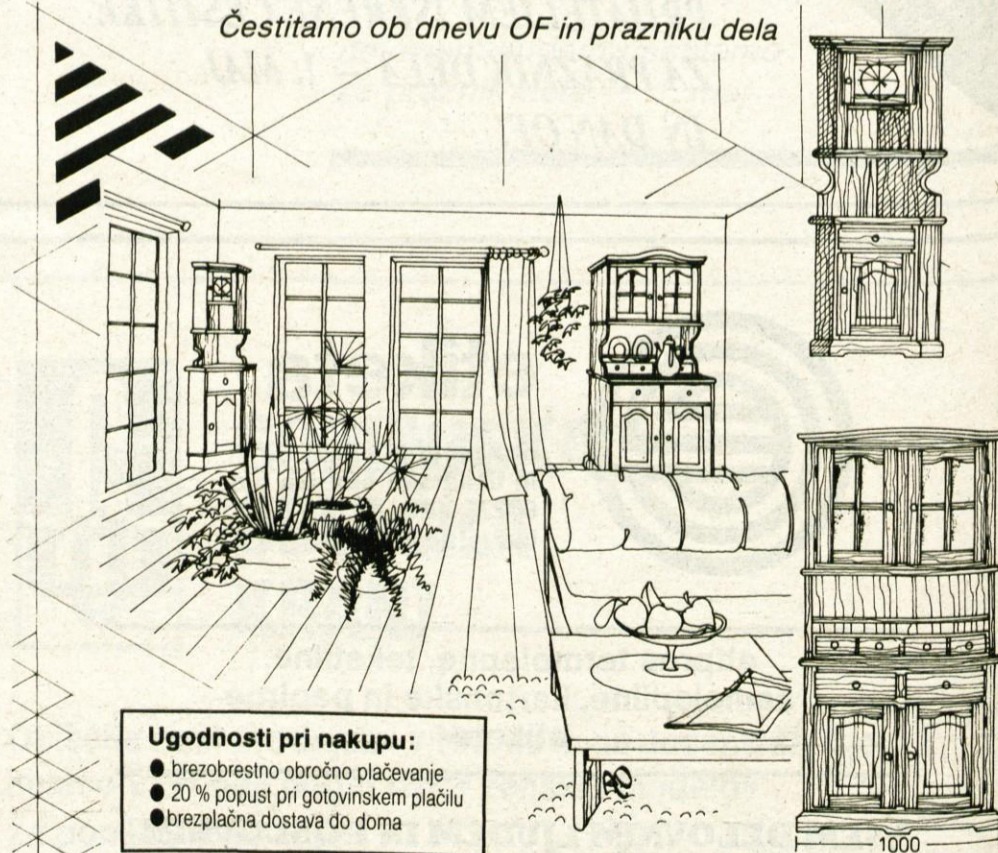 Čestitamo ob dnevu OF in prazniku dela
Ugodnosti pri nakupu:
● brezobrestno obročno plačevanje
● 20 % popust pri gotovinskem plačilu
● brezplačna dostava do doma
1000